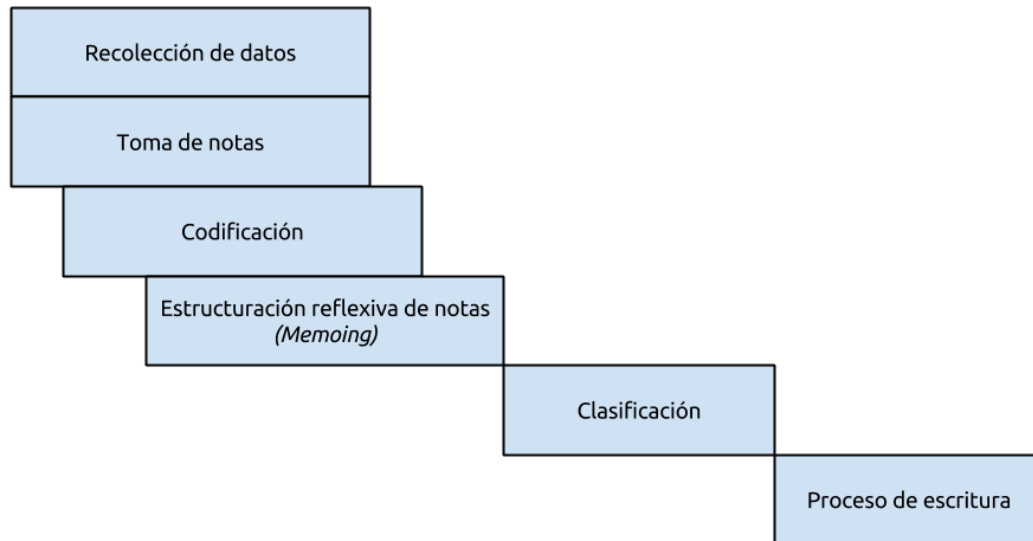 Recolección de datos
Toma de notas
Codificación
Estructuración reflexiva de notas
(Memoing)
Clasificación
Proceso de escritura